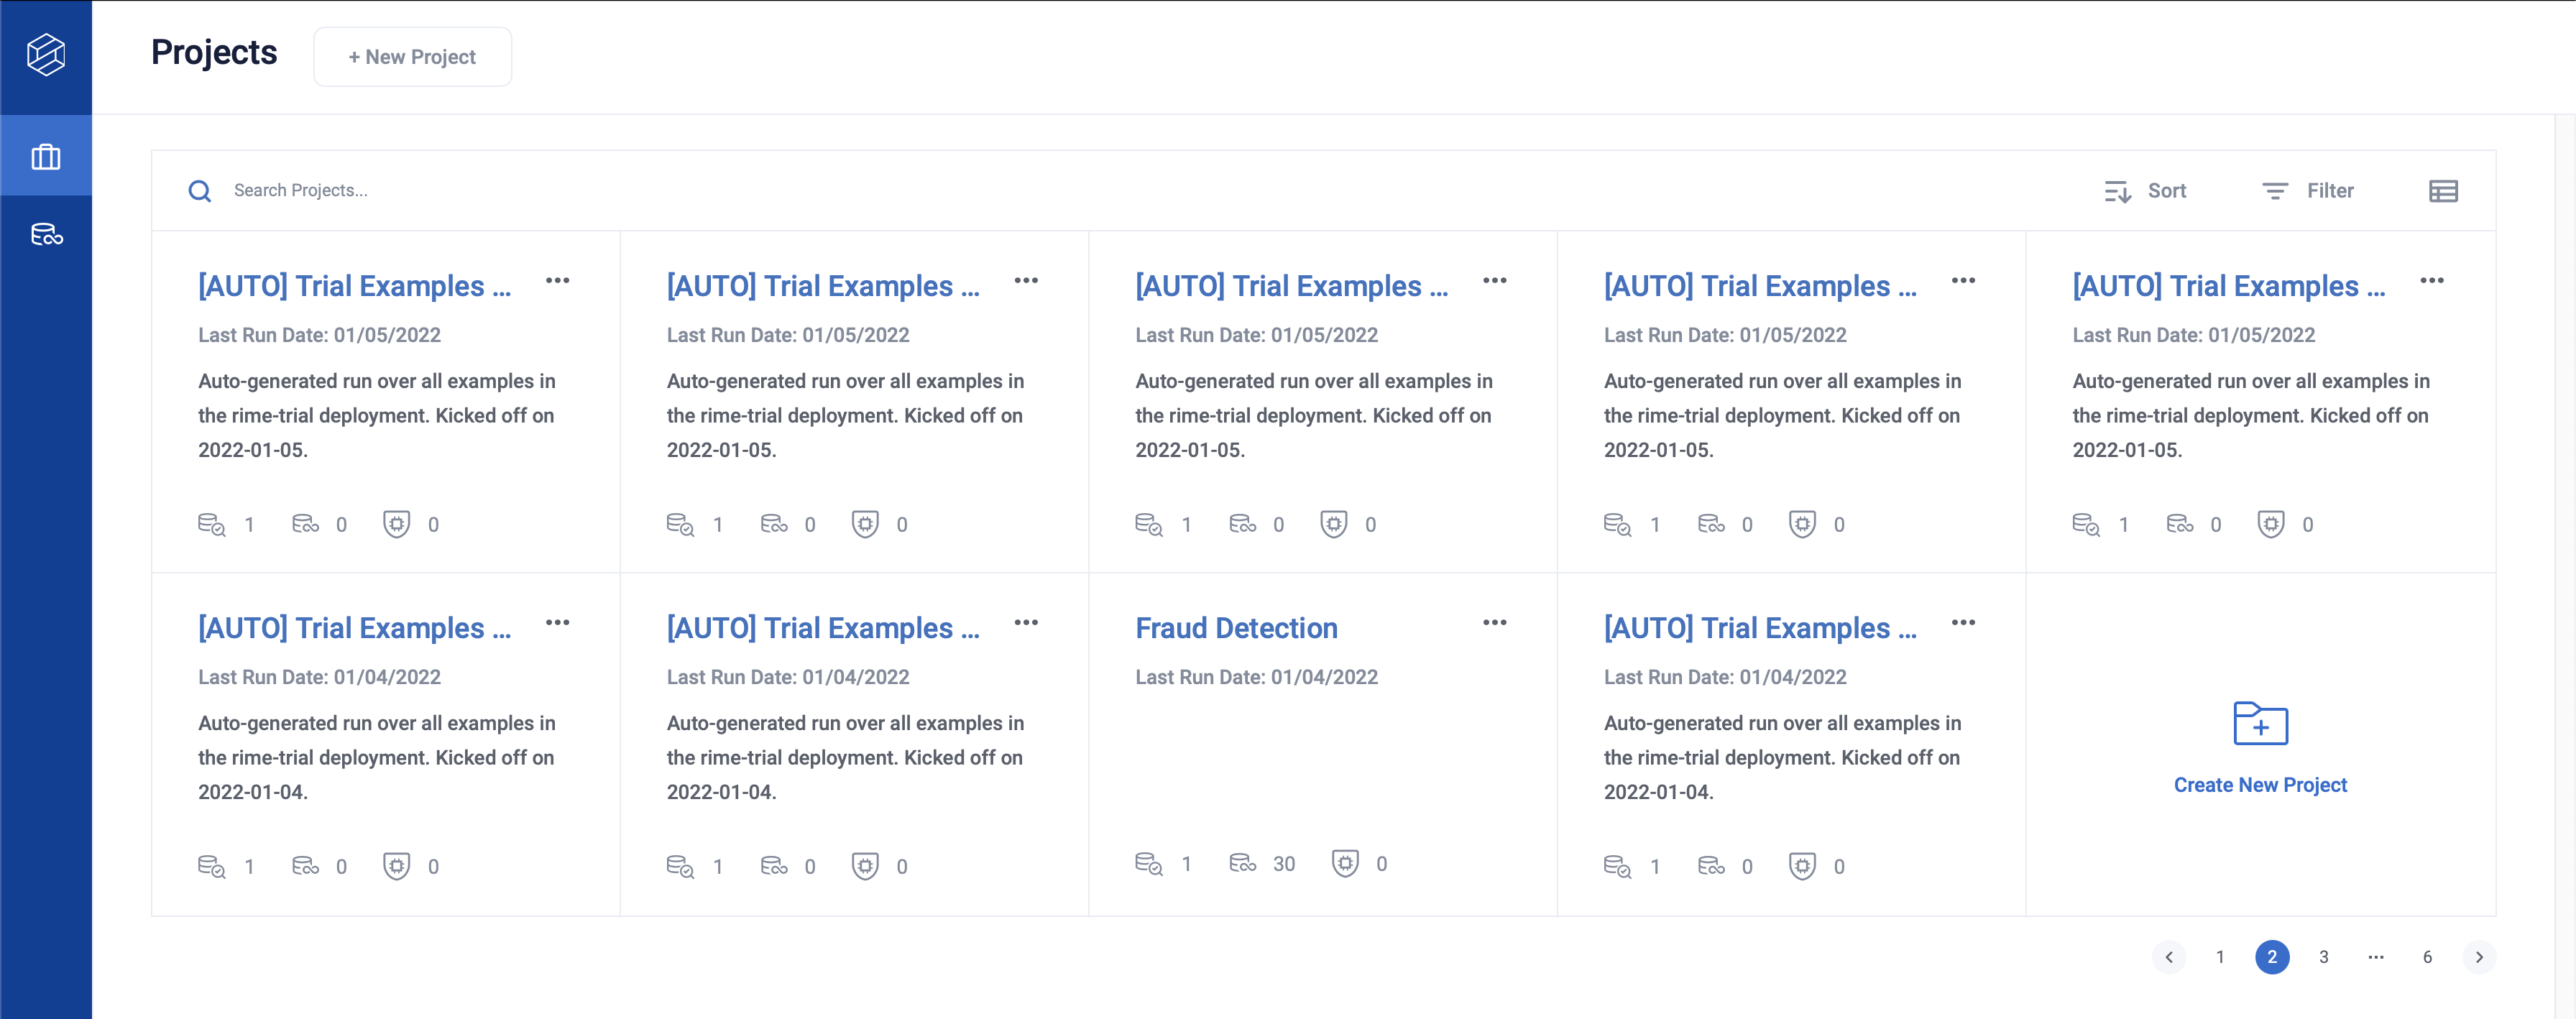 Projects
+ New Project
Search Projects...
Sort
Filter
[AUTO] Trial Examples ...
Last Run Date: 01/05/2022
Auto-generated run over all examples in
the rime-trial deployment. Kicked off on
2022-01-05.
1 0 0
[AUTO] Trial Examples ...
Last Run Date: 01/05/2022
Auto-generated run over all examples in
the rime-trial deployment. Kicked off on
2022-01-05.
1 0 0
[AUTO] Trial Examples ...
Last Run Date: 01/05/2022
Auto-generated run over all examples in
the rime-trial deployment. Kicked off on
2022-01-05.
1 0 0
[AUTO] Trial Examples ...
Last Run Date: 01/05/2022
Auto-generated run over all examples in
the rime-trial deployment. Kicked off on
2022-01-05.
1 0 0
[AUTO] Trial Examples ...
Last Run Date: 01/05/2022
Auto-generated run over all examples in
the rime-trial deployment. Kicked off on
2022-01-05.
1 0 0
[AUTO] Trial Examples ...
Last Run Date: 01/04/2022
Auto-generated run over all examples in
the rime-trial deployment. Kicked off on
2022-01-04.
1 0 0
[AUTO] Trial Examples ...
Last Run Date: 01/04/2022
Auto-generated run over all examples in
the rime-trial deployment. Kicked off on
2022-01-04.
1 0 0
Fraud Detection
Last Run Date: 01/04/2022
1 30 0
[AUTO] Trial Examples ...
Last Run Date: 01/04/2022
Auto-generated run over all examples in
the rime-trial deployment. Kicked off on
2022-01-04.
1 0 0
Create New Project
1 2 3 ... 6